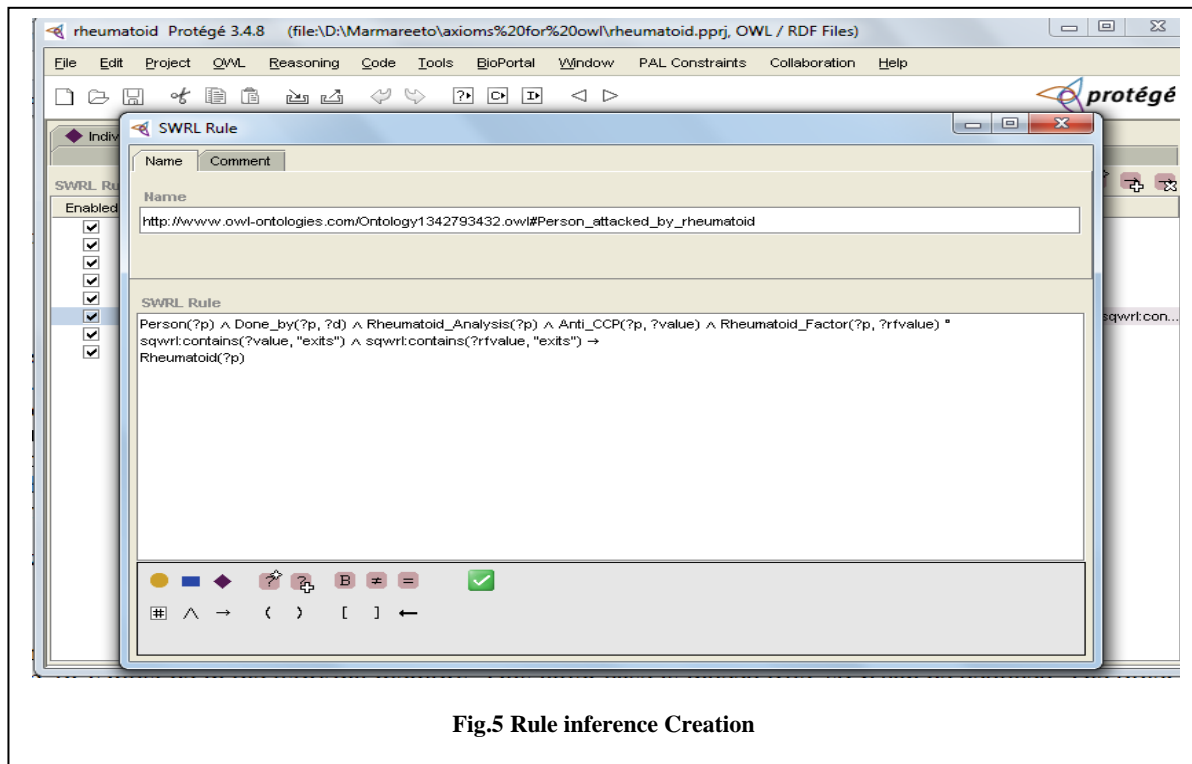 rheumatoid Protégé 3.4.8 (file:\D:\Marmareeto\axioms%20for%20owl\rheumatoid.pprj, OWL / RDF Files)
File Edit Project OWL Reasoning Code Tools BioPortal Window PAL Constraints Collaboration Help
protégé
Indiv
SWRL Rule
Name Comment
SWRL Ru
Name
Enabled
http://www.owl-ontologies.com/Ontology1342793432.owl#Person_attacked_by_rheumatoid
SWRL Rule
Person(?p) ∧ Done_by(?p, ?d) ∧ Rheumatoid_Analysis(?p) ∧ Anti_CCP(?p, ?value) ∧ Rheumatoid_Factor(?p, ?rfvalue) °
sqwrl:contains(?value, "exits") ∧ sqwrl:contains(?rfvalue, "exits") →
sqwrl:con...
Rheumatoid(?p)
? ? B ≠ =
# ∧ → ( ) [ ] ←
Fig.5 Rule inference Creation